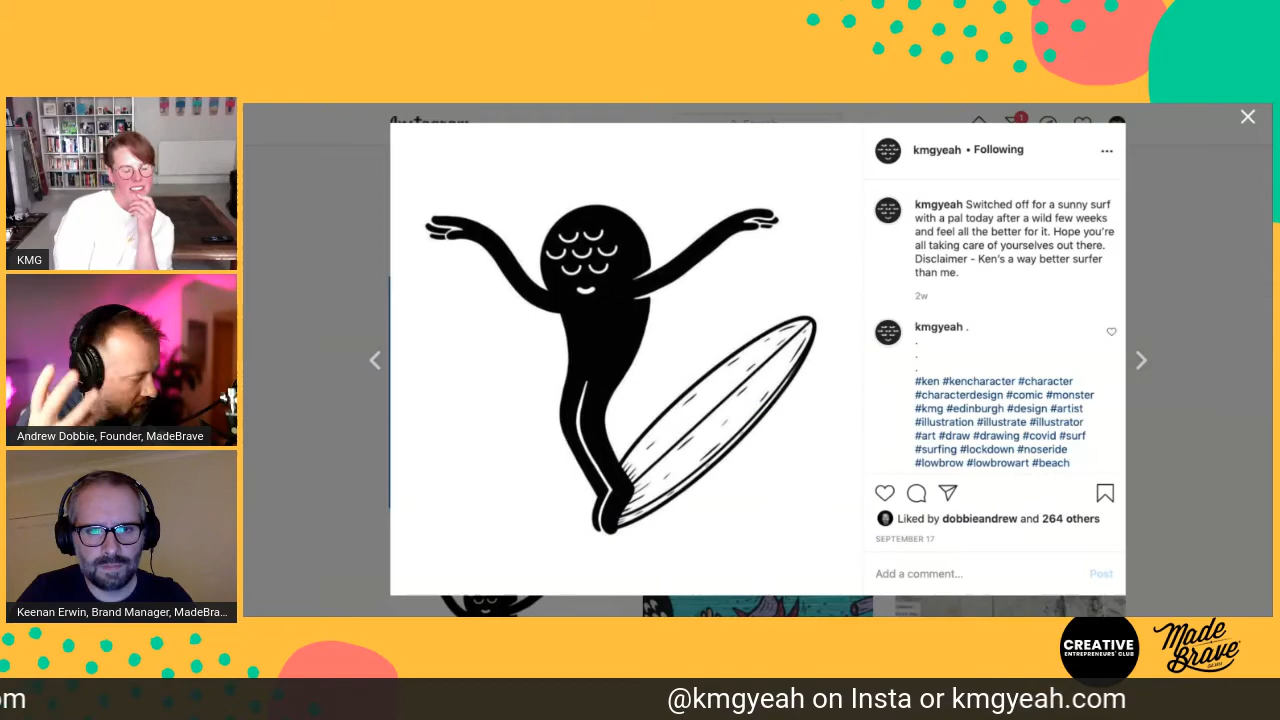 Instagram
Search
1
kmgyeah • Following
kmgyeah Switched off for a sunny surf
with a pal today after a wild few weeks
and feel all the better for it. Hope you're
all taking care of yourselves out there.
Disclaimer - Ken's a way better surfer
than me.
2w
kmgyeah .
.
.
.
#ken #kencharacter #character
#characterdesign #comic #monster
#kmg #edinburgh #design #artist
#illustration #illustrate #illustrator
#art #draw #drawing #covid #surf
#surfing #lockdown #noseride
#lowbrow #lowbrowart #beach
Liked by dobbieandrew and 264 others
SEPTEMBER 17
Add a comment... Post
KMG
Andrew Dobbie, Founder, MadeBrave
Keenan Erwin, Brand Manager, MadeBra...
CREATIVE
ENTREPRENEURS' CLUB
Made
Brave
om @kmgyeah on Insta or kmgyeah.com